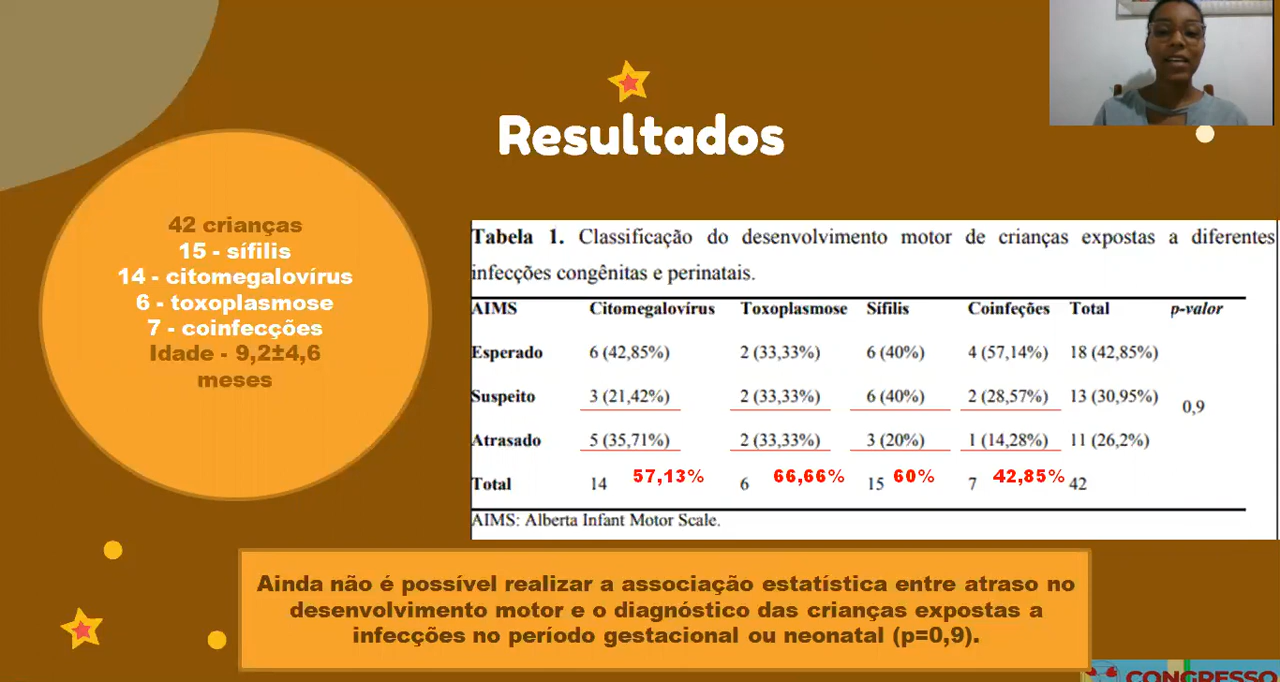 Resultados
42 crianças
15 - sífilis
14 - citomegalovírus
6 - toxoplasmose
7 - coinfecções
Idade - 9,2±4,6
meses
Tabela 1. Classificação do desenvolvimento motor de crianças expostas a diferentes
infecções congênitas e perinatais.
AIMS Citomegalovírus Toxoplasmose Sífilis Coinfeções Total p-valor
Esperado 6 (42,85%) 2 (33,33%) 6 (40%) 4 (57,14%) 18 (42,85%)
Suspeito 3 (21,42%) 2 (33,33%) 6 (40%) 2 (28,57%) 13 (30,95%)
0,9
Atrasado 5 (35,71%) 2 (33,33%) 3 (20%) 1 (14,28%) 11 (26,2%)
Total 14 57,13% 6 66,66% 15 60% 7 42,85% 42
AIMS: Alberta Infant Motor Scale.
Ainda não é possível realizar a associação estatística entre atraso no
desenvolvimento motor e o diagnóstico das crianças expostas a
infecções no período gestacional ou neonatal (p=0,9).
CONGRESSO